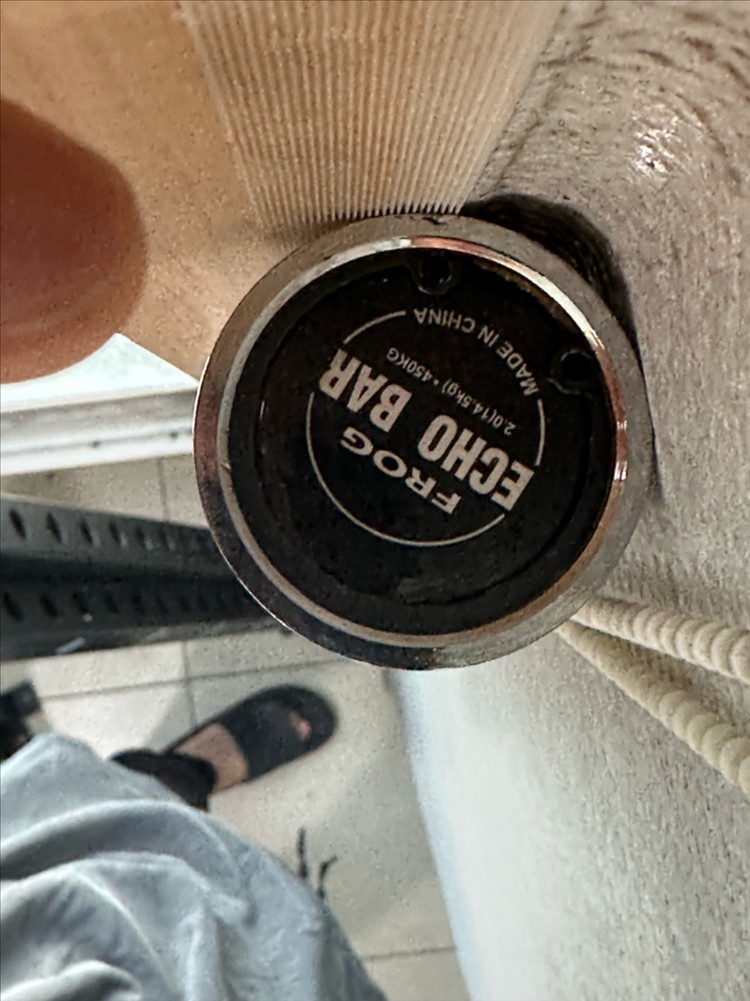 FROG
ECHO BAR
2.0(14.5kg) • 450KG
MADE IN CHINA